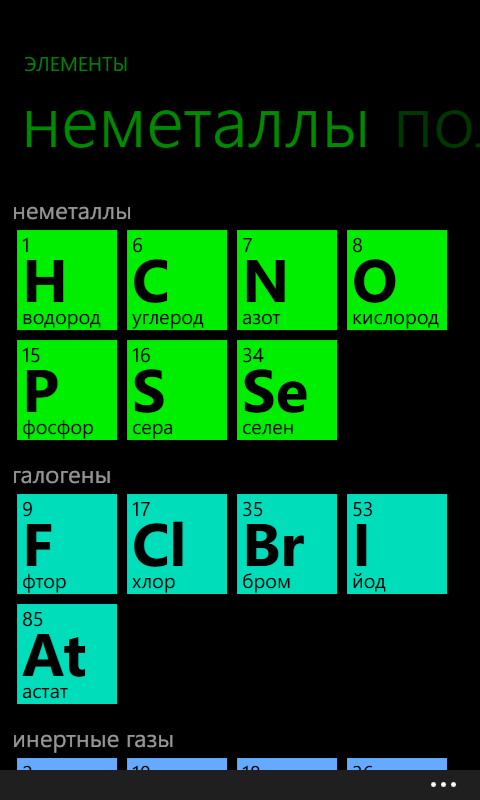 ЭЛЕМЕНТЫ
неметаллы
неметаллы
1 6 7 8
H C N O
водород углерод азот кислород
15 16 34
P S Se
фосфор сера селен
галогены
9 17 35 53
F Cl Br I
фтор хлор бром йод
85
At
астат
инертные газы